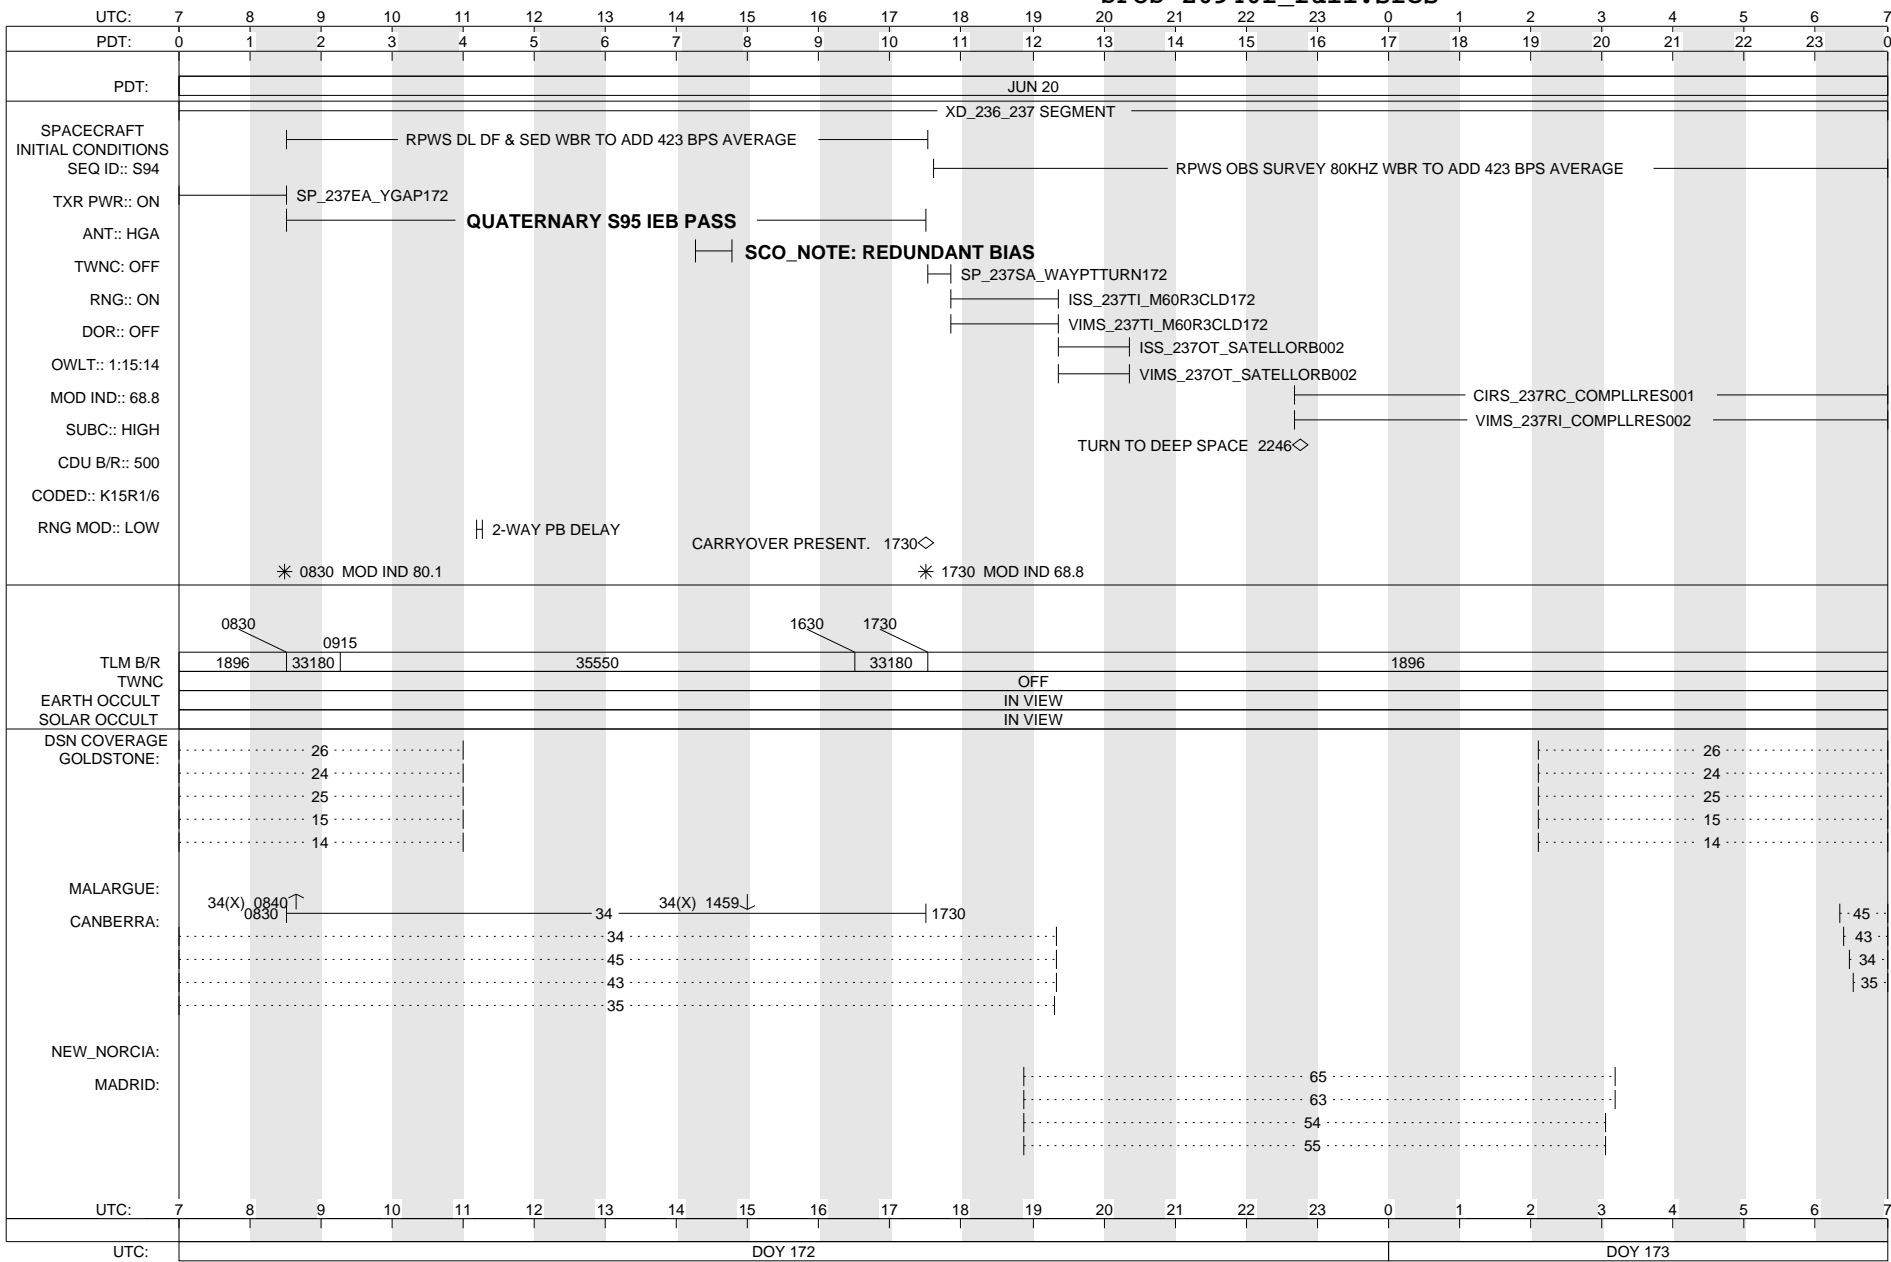 UTC: 7 8 9 10 11 12 13 14 15 16 17 18 19 20 21 22 23 0 1 2 3 4 5 6 7
PDT: 0 1 2 3 4 5 6 7 8 9 10 11 12 13 14 15 16 17 18 19 20 21 22 23 0
PDT: JUN 20
XD_236_237 SEGMENT
SPACECRAFT
INITIAL CONDITIONS
RPWS DL DF & SED WBR TO ADD 423 BPS AVERAGE
SEQ ID:: S94
RPWS OBS SURVEY 80KHZ WBR TO ADD 423 BPS AVERAGE
TXR PWR:: ON
SP_237EA_YGAP172
QUATERNARY S95 IEB PASS
ANT:: HGA
SCO_NOTE: REDUNDANT BIAS
TWNC: OFF
SP_237SA_WAYPTTURN172
RNG:: ON
ISS_237TI_M60R3CLD172
DOR:: OFF
VIMS_237TI_M60R3CLD172
ISS_237OT_SATELLORB002
OWLT:: 1:15:14
VIMS_237OT_SATELLORB002
MOD IND:: 68.8
CIRS_237RC_COMPLLRES001
SUBC:: HIGH
VIMS_237RI_COMPLLRES002
TURN TO DEEP SPACE 2246
CDU B/R:: 500
CODED:: K15R1/6
RNG MOD:: LOW
2-WAY PB DELAY
CARRYOVER PRESENT. 1730
0830 MOD IND 80.1
1730 MOD IND 68.8
0830 0915 1630 1730
TLM B/R 1896 33180 35550 33180 1896
TWNC OFF
EARTH OCCULT IN VIEW
SOLAR OCCULT IN VIEW
DSN COVERAGE
GOLDSTONE: 26 26
24 24
25 25
15 15
14 14
MALARGUE:
34(X) 0840 34(X) 1459
CANBERRA: 0830 34 1730 45
34 43
45 34
43 35
35
NEW_NORCIA:
MADRID: 65
63
54
55
UTC: 7 8 9 10 11 12 13 14 15 16 17 18 19 20 21 22 23 0 1 2 3 4 5 6 7
UTC: DOY 172 DOY 173